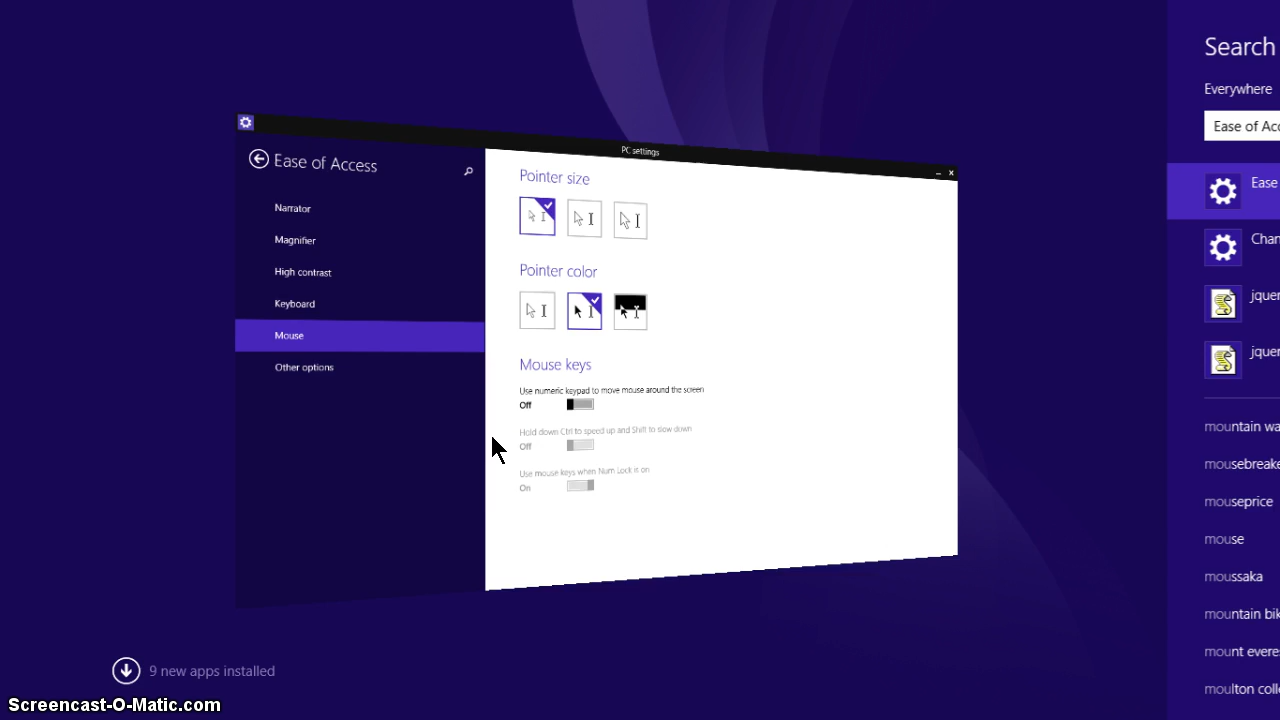 PC settings
Ease of Access
Narrator
Magnifier
High contrast
Keyboard
Mouse
Other options
Pointer size
Pointer color
Mouse keys
Use numeric keypad to move mouse around the screen
Off
Hold down Ctrl to speed up and Shift to slow down
Off
Use mouse keys when Num Lock is on
On
Search
Everywhere
Ease of Acc
Ease
Chan
jquer
jquer
mountain wa
mousebreake
mouseprice
mouse
moussaka
mountain bik
mount everes
moulton colle
9 new apps installed
Screencast-O-Matic.com